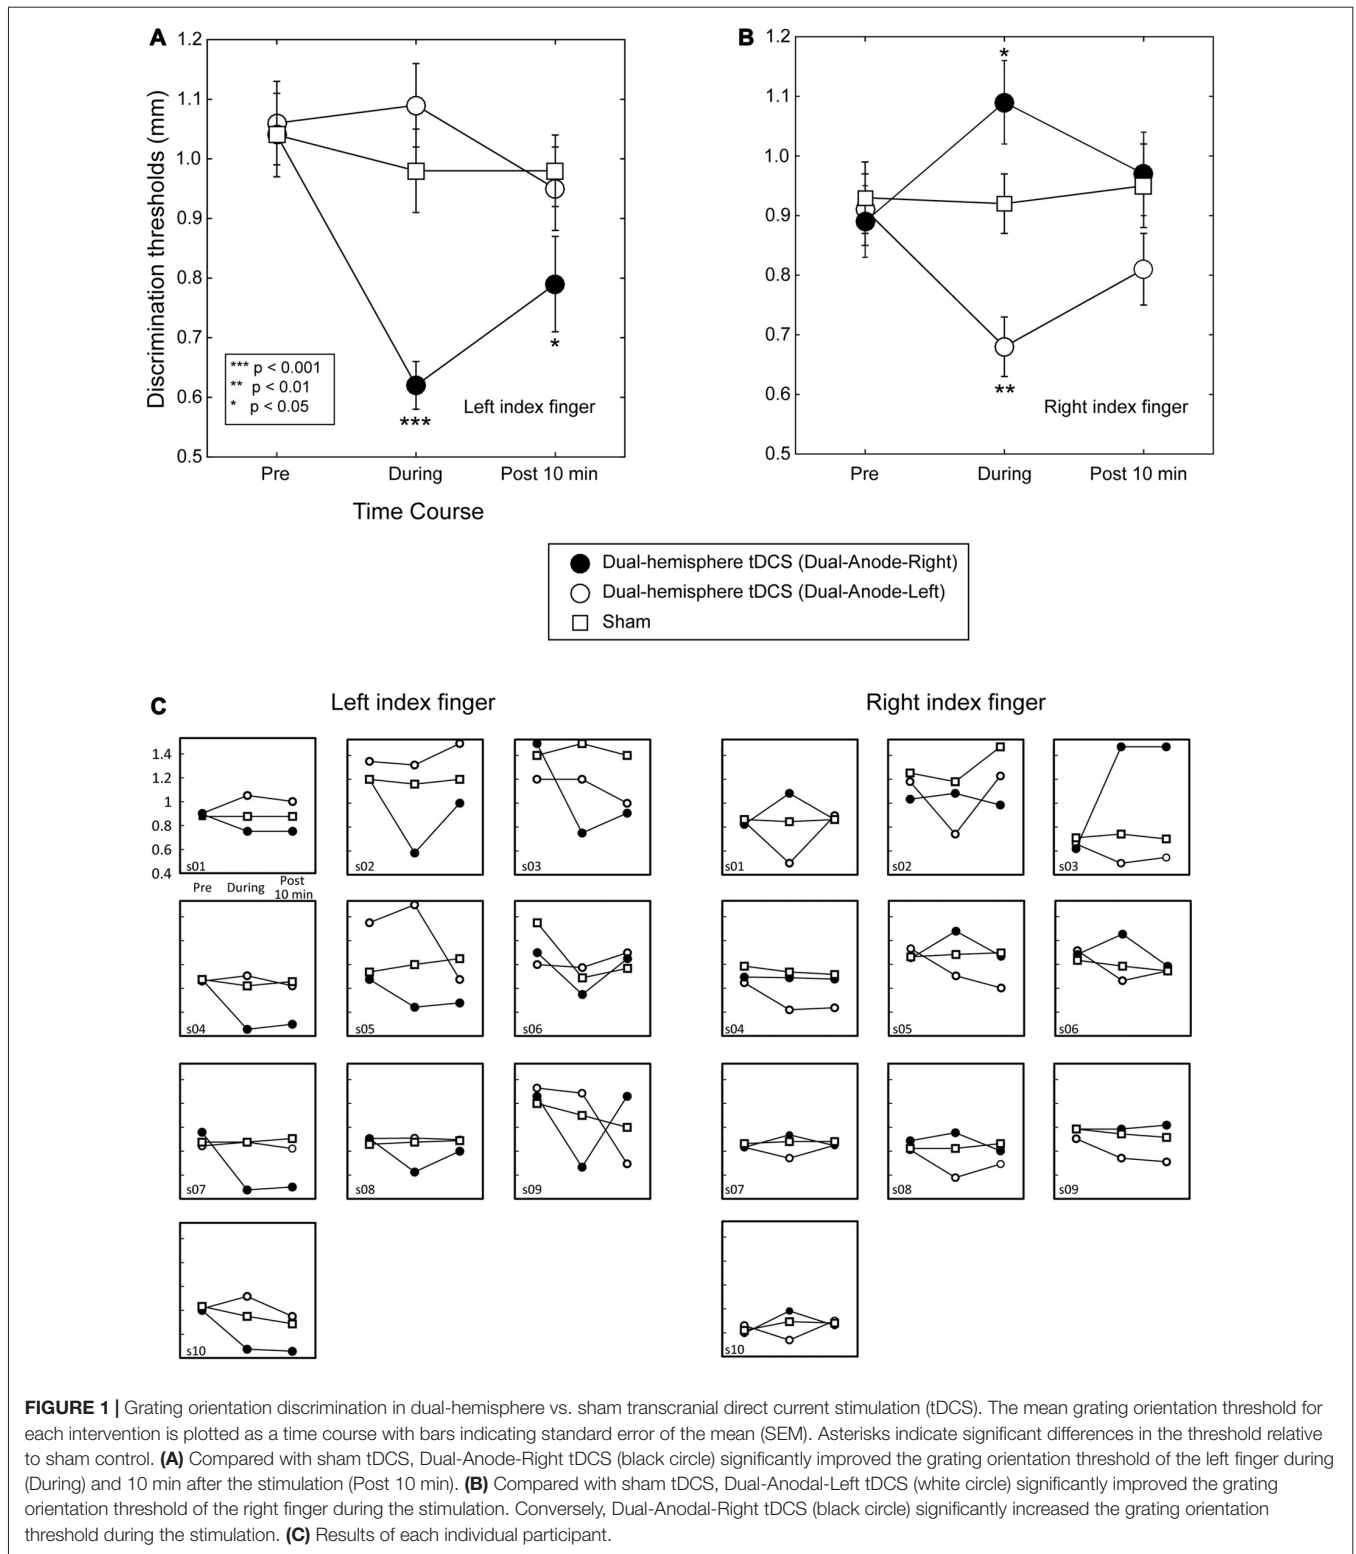 A
1.2
1.1
1.0
0.9
0.8
0.7
0.6
0.5
Discrimination thresholds (mm)
*** p < 0.001
** p < 0.01
* p < 0.05
***
*
Left index finger
Pre During Post 10 min
Time Course
B
1.2
1.1
1.0
0.9
0.8
0.7
0.6
0.5
*
**
Right index finger
Pre During Post 10 min
Dual-hemisphere tDCS (Dual-Anode-Right)
Dual-hemisphere tDCS (Dual-Anode-Left)
Sham
C
Left index finger
Right index finger
1.4
1.2
1
0.8
0.6
0.4
s01 s02 s03 s01 s02 s03
Pre During Post
10 min
s04 s05 s06 s04 s05 s06
s07 s08 s09 s07 s08 s09
s10 s10
FIGURE 1 | Grating orientation discrimination in dual-hemisphere vs. sham transcranial direct current stimulation (tDCS). The mean grating orientation threshold for
each intervention is plotted as a time course with bars indicating standard error of the mean (SEM). Asterisks indicate significant differences in the threshold relative
to sham control. (A) Compared with sham tDCS, Dual-Anode-Right tDCS (black circle) significantly improved the grating orientation threshold of the left finger during
(During) and 10 min after the stimulation (Post 10 min). (B) Compared with sham tDCS, Dual-Anodal-Left tDCS (white circle) significantly improved the grating
orientation threshold of the right finger during the stimulation. Conversely, Dual-Anodal-Right tDCS (black circle) significantly increased the grating orientation
threshold during the stimulation. (C) Results of each individual participant.